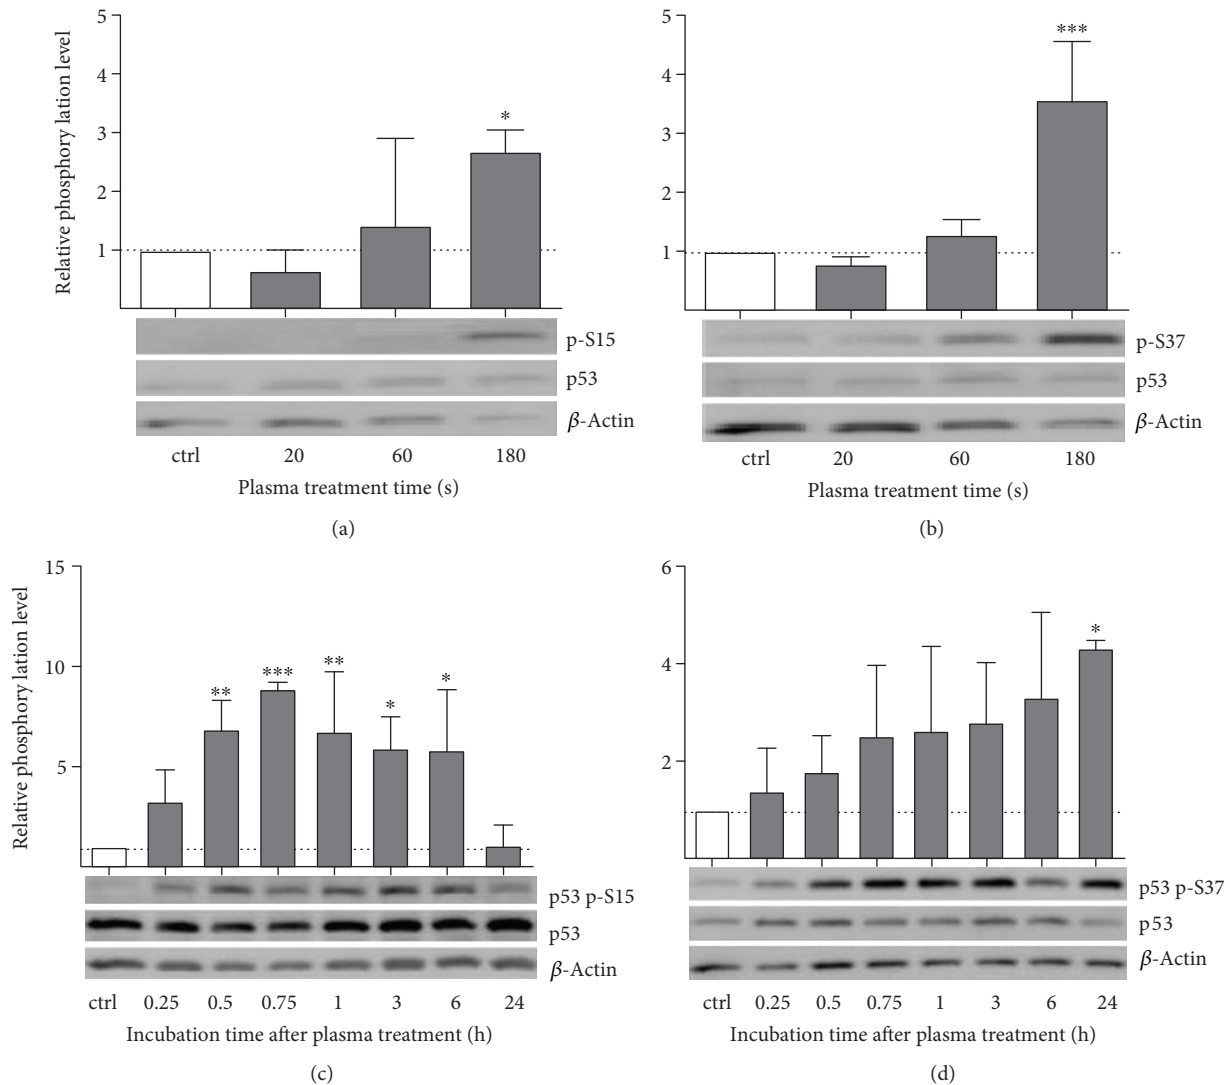 5
4
3
2
1
Relative phosphory lation level
*
p-S15
p53
β-Actin
ctrl 20 60 180
Plasma treatment time (s)
(a)
5
4
3
2
1
***
p-S37
p53
β-Actin
ctrl 20 60 180
Plasma treatment time (s)
(b)
15
10
5
Relative phosphory lation level
** *** ** * *
p53 p-S15
p53
β-Actin
ctrl 0.25 0.5 0.75 1 3 6 24
Incubation time after plasma treatment (h)
(c)
6
4
2
*
p53 p-S37
p53
β-Actin
ctrl 0.25 0.5 0.75 1 3 6 24
Incubation time after plasma treatment (h)
(d)